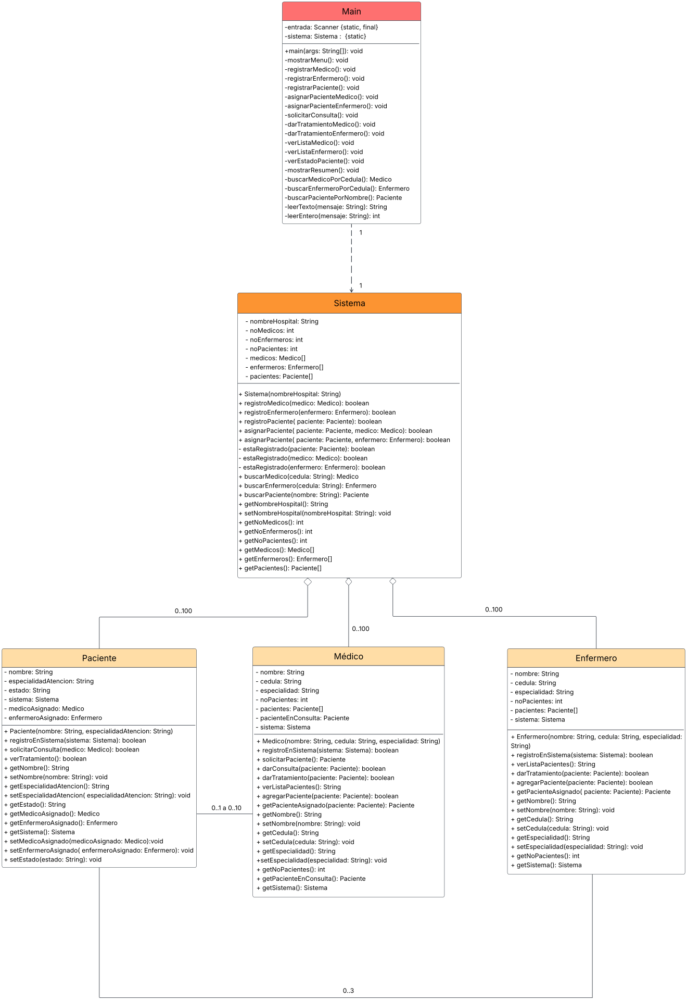 Main
-entrada: Scanner {static, final}
-sistema: Sistema :  {static}
+main(args: String[]): void
-mostrarMenu(): void
-registrarMedico(): void
-registrarEnfermero(): void
-registrarPaciente(): void
-asignarPacienteMedico(): void
-asignarPacienteEnfermero(): void
-solicitarConsulta(): void
-darTratamientoMedico(): void
-darTratamientoEnfermero(): void
-verListaMedico(): void
-verListaEnfermero(): void
-verEstadoPaciente(): void
-mostrarResumen(): void
-buscarMedicoPorCedula(): Medico
-buscarEnfermeroPorCedula(): Enfermero
-buscarPacientePorNombre(): Paciente
-leerTexto(mensaje: String): String
-leerEntero(mensaje: String): int
1
1
Sistema
- nombreHospital: String
- noMedicos: int
- noEnfermeros: int
- noPacientes: int
- medicos: Medico[]
- enfermeros: Enfermero[]
- pacientes: Paciente[]
+ Sistema(nombreHospital: String)
+ registroMedico(medico: Medico): boolean
+ registroEnfermero(enfermero: Enfermero): boolean
+ registroPaciente( paciente: Paciente): boolean
+ asignarPaciente( paciente: Paciente, medico: Medico): boolean
+ asignarPaciente( paciente: Paciente, enfermero: Enfermero): boolean
- estaRegistrado(paciente: Paciente): boolean
- estaRegistrado(medico: Medico): boolean
- estaRegistrado(enfermero: Enfermero): boolean
+ buscarMedico(cedula: String): Medico
+ buscarEnfermero(cedula: String): Enfermero
+ buscarPaciente(nombre: String): Paciente
+ getNombreHospital(): String
+ setNombreHospital(nombreHospital: String): void
+ getNoMedicos(): int
+ getNoEnfermeros(): int
+ getNoPacientes(): int
+ getMedicos(): Medico[]
+ getEnfermeros(): Enfermero[]
+ getPacientes(): Paciente[]
0..100
0..100
0..100
Paciente
- nombre: String
- especialidadAtencion: String
- estado: String
- sistema: Sistema
- medicoAsignado: Medico
- enfermeroAsignado: Enfermero
+ Paciente(nombre: String, especialidadAtencion: String)
+ registroEnSistema(sistema: Sistema): boolean
+ solicitarConsulta(medico: Medico): boolean
+ verTratamiento(): boolean
+ getNombre(): String
+ setNombre(nombre: String): void
+ getEspecialidadAtencion(): String
+ setEspecialidadAtencion( especialidadAtencion: String): void
+ getEstado(): String
+ getMedicoAsignado(): Medico
+ getEnfermeroAsignado(): Enfermero
+ getSistema(): Sistema
+ setMedicoAsignado(medicoAsignado: Medico):void
+ setEnfermeroAsignado( enfermeroAsignado: Enfermero): void
+ setEstado(estado: String): void
0..1 a 0..10
Médico
- nombre: String
- cedula: String
- especialidad: String
- noPacientes: int
- pacientes: Paciente[]
- pacienteEnConsulta: Paciente
- sistema: Sistema
+ Medico(nombre: String, cedula: String, especialidad: String)
+ registroEnSistema(sistema: Sistema): boolean
+ solicitarPaciente(): Paciente
+ darConsulta(paciente: Paciente): boolean
+ darTratamiento(paciente: Paciente): boolean
+ verListaPacientes(): String
+ agregarPaciente(paciente: Paciente): boolean
+ getPacienteAsignado(paciente: Paciente): Paciente
+ getNombre(): String
+ setNombre(nombre: String): void
+ getCedula(): String
+ setCedula(cedula: String): void
+ getEspecialidad(): String
+setEspecialidad(especialidad: String): void
+ getNoPacientes(): int
+ getPacienteEnConsulta(): Paciente
+ getSistema(): Sistema
Enfermero
- nombre: String
- cedula: String
- especialidad: String
- noPacientes: int
- pacientes: Paciente[]
- sistema: Sistema
+ Enfermero(nombre: String, cedula: String, especialidad:
String)
+ registroEnSistema(sistema: Sistema): boolean
+ verListaPacientes(): String
+ darTratamiento(paciente: Paciente): boolean
+ agregarPaciente(paciente: Paciente): boolean
+ getPacienteAsignado( paciente: Paciente): Paciente
+ getNombre(): String
+ setNombre(nombre: String): void
+ getCedula(): String
+ setCedula(cedula: String): void
+ getEspecialidad(): String
+ setEspecialidad(especialidad: String): void
+ getNoPacientes(): int
+ getSistema(): Sistema
0..3